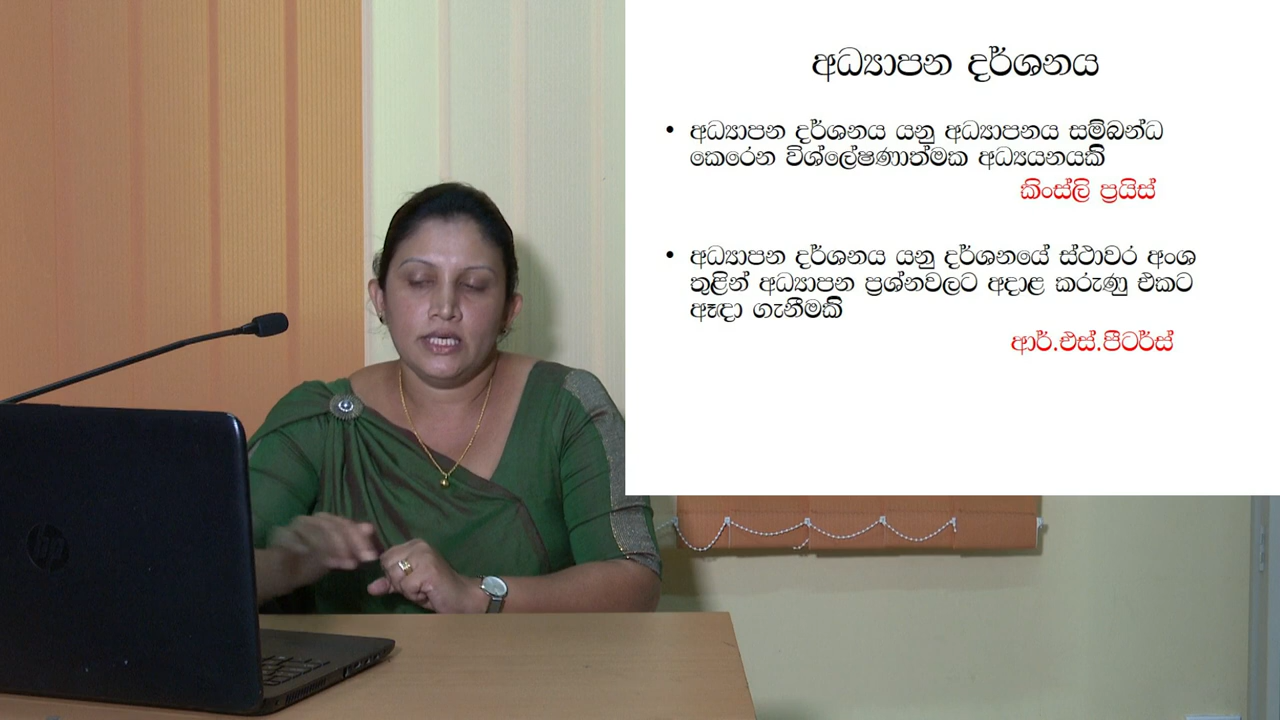 අධ්‍යාපන දර්ශනය
• අධ්‍යාපන දර්ශනය යනු අධ්‍යාපනය සම්බන්ධ
කෙරෙන විශ්ලේෂණාත්මක අධ්‍යයනයකි
කිංස්ලි ප්‍රයිස්
• අධ්‍යාපන දර්ශනය යනු දර්ශනයේ ස්ථාවර අංශ
තුළින් අධ්‍යාපන ප්‍රශ්නවලට අදාළ කරුණු එකට
ඈඳා ගැනීමකි
ආර්.එස්.පීටර්ස්
hp